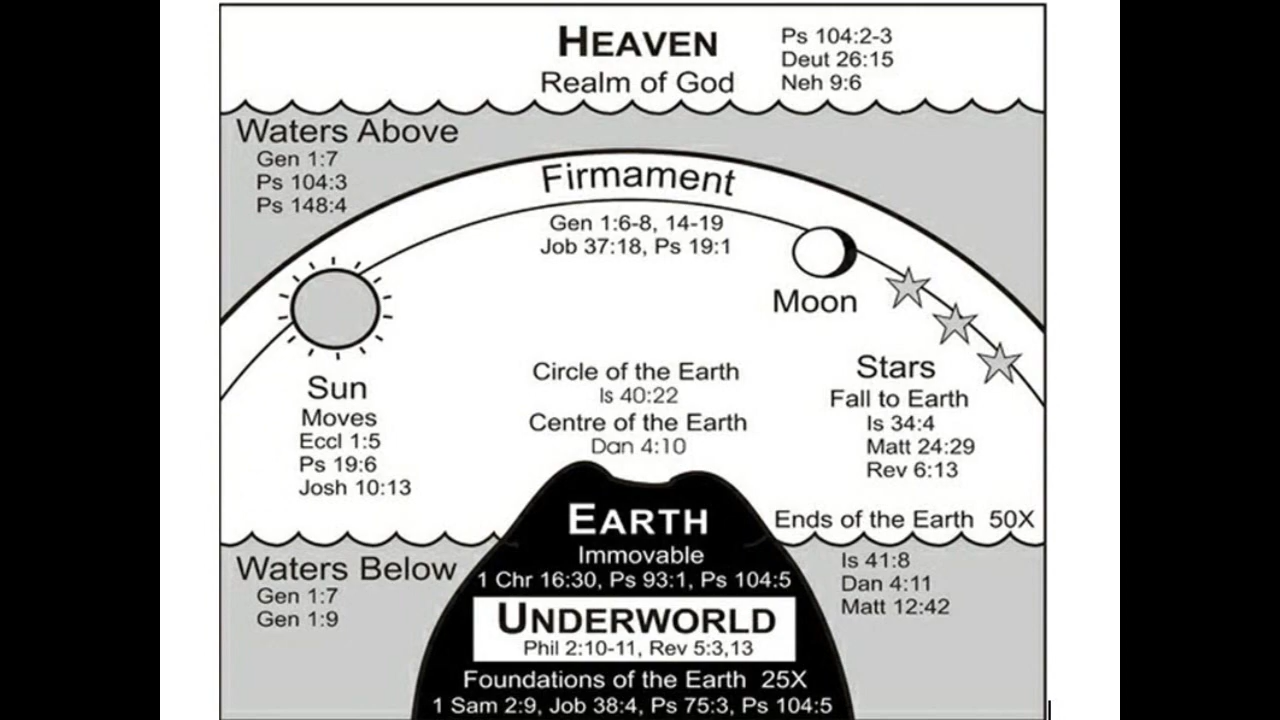 HEAVEN
Realm of God
Ps 104:2-3
Deut 26:15
Neh 9:6
Waters Above
Gen 1:7
Ps 104:3
Ps 148:4
Firmament
Gen 1:6-8, 14-19
Job 37:18, Ps 19:1
Moon
Sun
Moves
Eccl 1:5
Ps 19:6
Josh 10:13
Circle of the Earth
Is 40:22
Centre of the Earth
Dan 4:10
Stars
Fall to Earth
Is 34:4
Matt 24:29
Rev 6:13
Ends of the Earth 50X
Is 41:8
Dan 4:11
Matt 12:42
Waters Below
Gen 1:7
Gen 1:9
EARTH
Immovable
1 Chr 16:30, Ps 93:1, Ps 104:5
UNDERWORLD
Phil 2:10-11, Rev 5:3,13
Foundations of the Earth 25X
1 Sam 2:9, Job 38:4, Ps 75:3, Ps 104:5